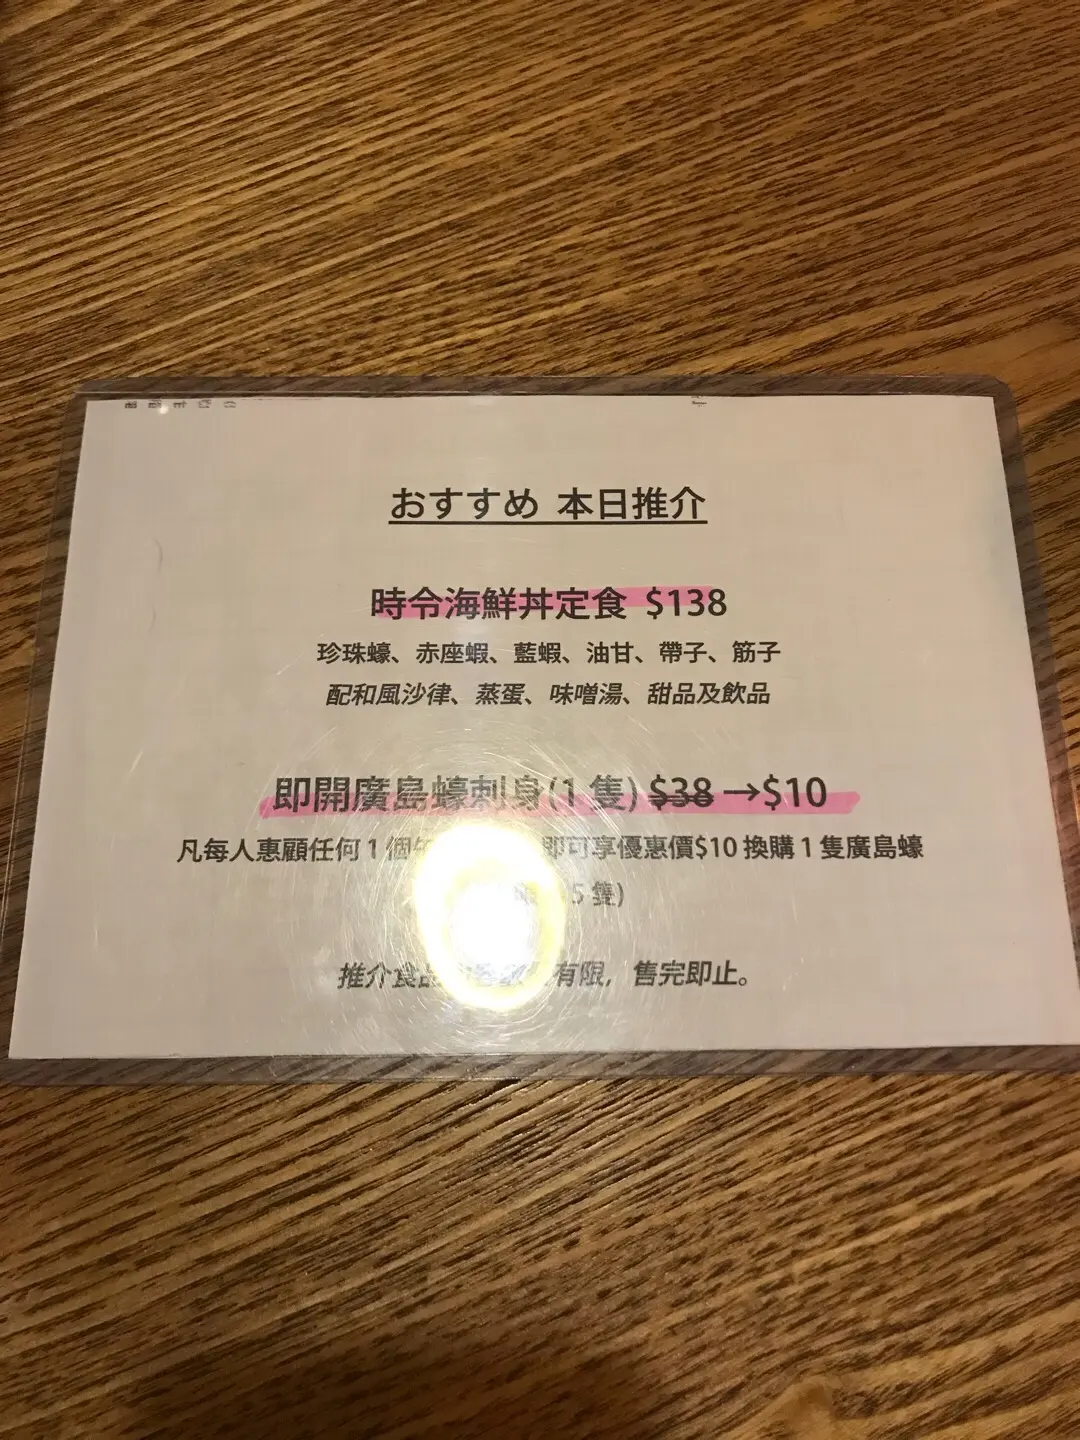 おすすめ 本日推介
時令海鮮丼定食 $138
珍珠蠔、赤座蝦、藍蝦、油甘、帶子、筋子
配和風沙律、蒸蛋、味噌湯、甜品及飲品
即開廣島蠔刺身(1 隻) $38 →$10
凡每人惠顧任何 1 個 即可享優惠價$10 換購 1 隻廣島蠔
5 隻)
推介食品 有限，售完即止。